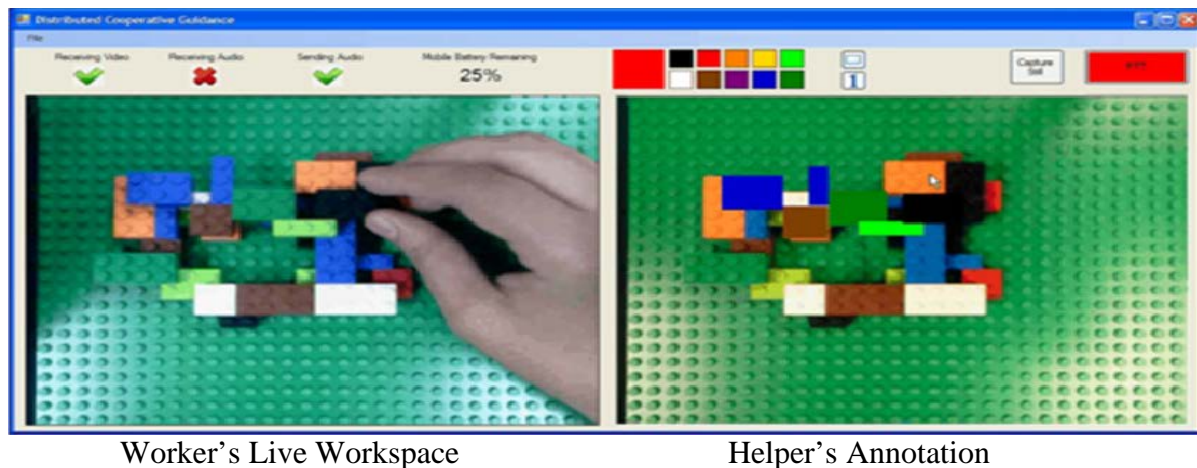 Distributed Cooperative Guidance
File
Receiving Video Receiving Audio Sending Audio Mobile Battery Remaining
25%
Capture Still
Worker's Live Workspace Helper's Annotation